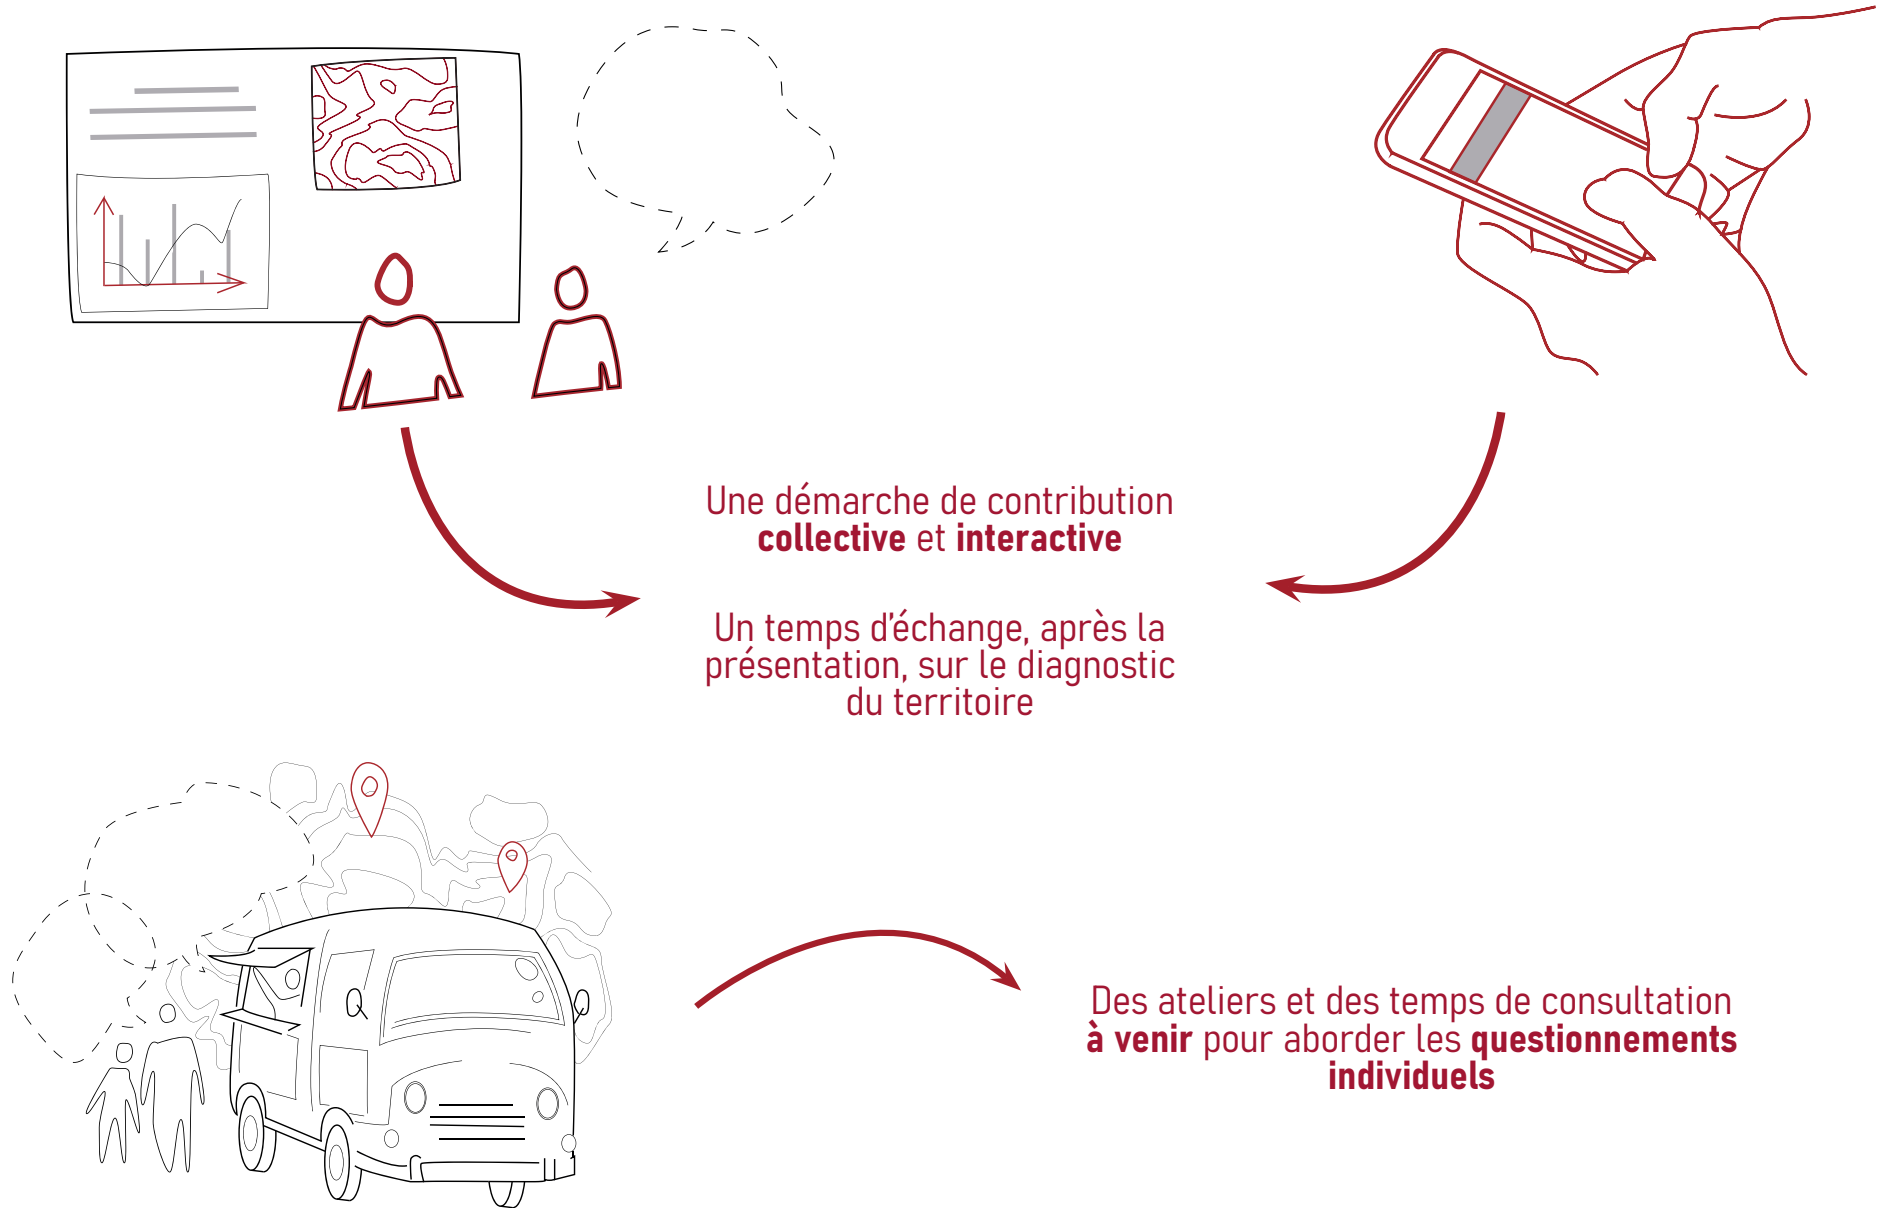 Une démarche de contribution
collective et interactive
Un temps d'échange, après la
présentation, sur le diagnostic
du territoire
Des ateliers et des temps de consultation
à venir pour aborder les questionnements
individuels